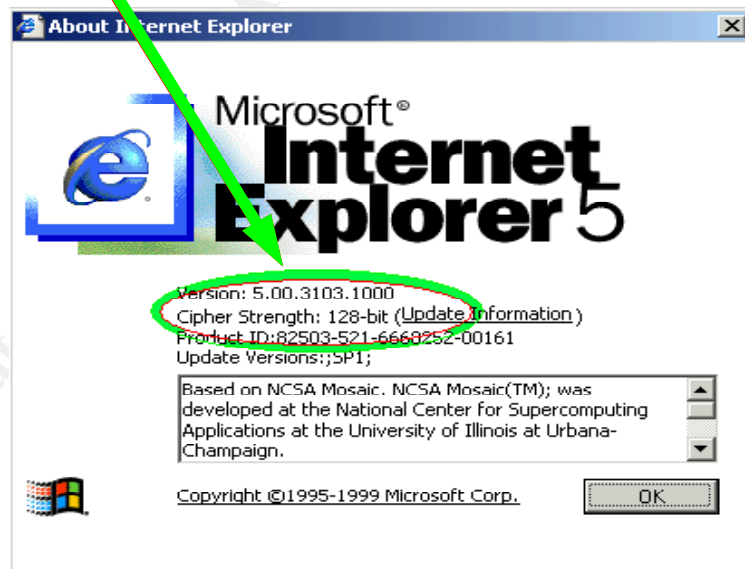 About Internet Explorer
Microsoft®
Internet
Explorer 5
Version: 5.00.3103.1000
Cipher Strength: 128-bit (Update Information)
Product ID:82503-521-6668252-00161
Update Versions:;SP1;
Based on NCSA Mosaic. NCSA Mosaic(TM); was
developed at the National Center for Supercomputing
Applications at the University of Illinois at Urbana-
Champaign.
Copyright ©1995-1999 Microsoft Corp.
OK